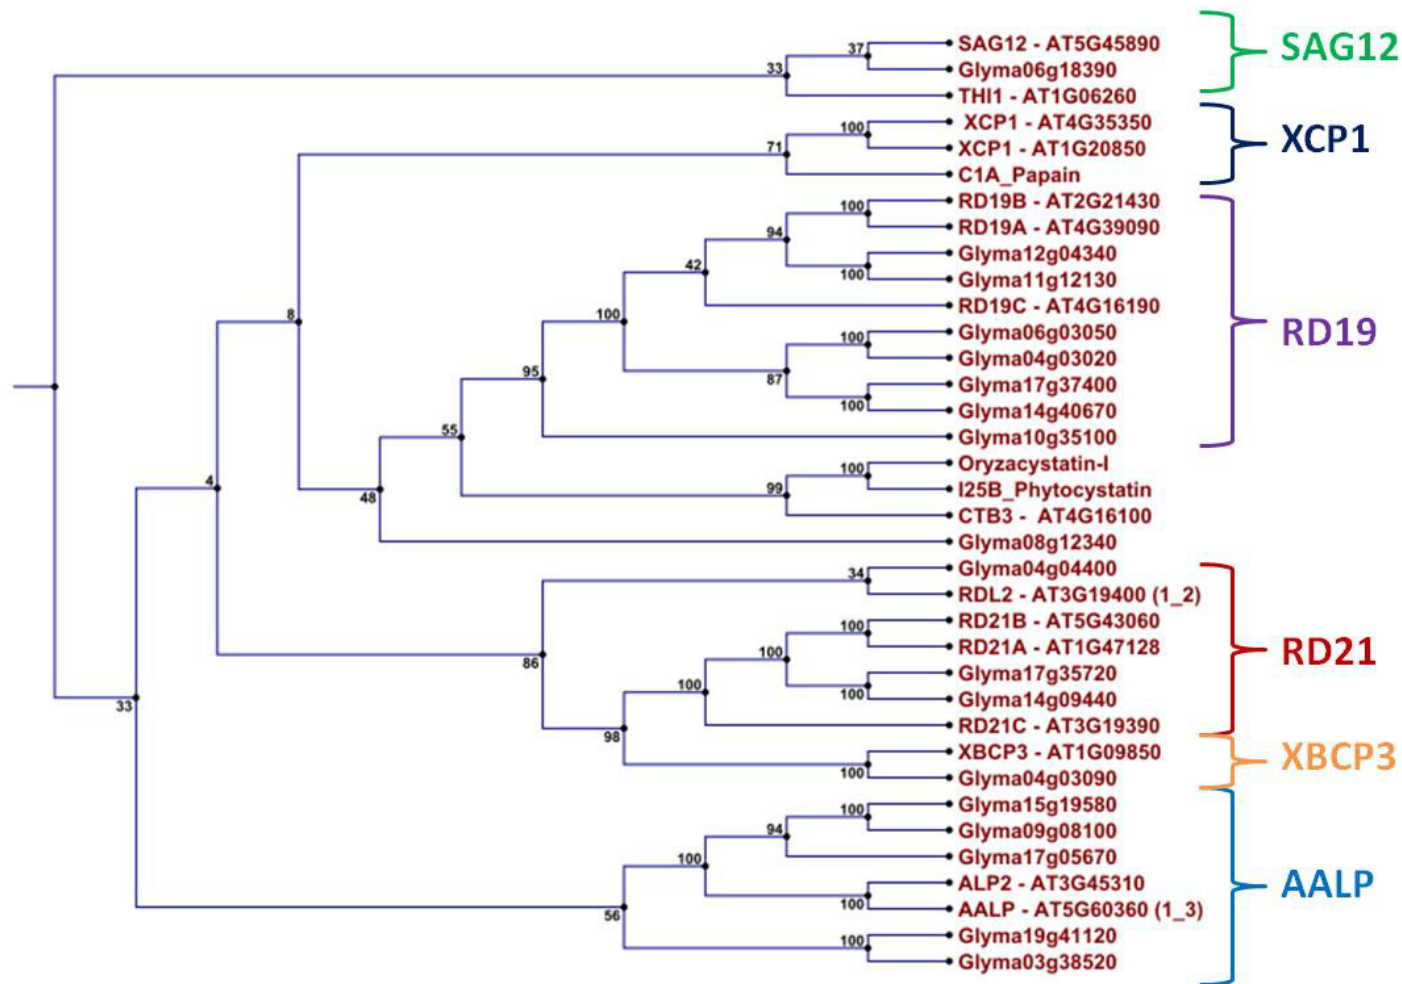 SAG12 - AT5G45890
37
Glyma06g18390
33
THI1 - AT1G06260
SAG12
XCP1 - AT4G35350
100
XCP1 - AT1G20850
71
C1A_Papain
XCP1
RD19B - AT2G21430
100
RD19A - AT4G39090
94
Glyma12g04340
42
Glyma11g12130
100
RD19C - AT4G16190
8
100
Glyma06g03050
100
Glyma04g03020
RD19
95
87
Glyma17g37400
100
Glyma14g40670
55
Glyma10g35100
Oryzacystatin-I
100
I25B_Phytocystatin
4
48
99
CTB3 - AT4G16100
Glyma08g12340
Glyma04g04400
34
RDL2 - AT3G19400 (1_2)
RD21B - AT5G43060
100
RD21A - AT1G47128
RD21
86
100
Glyma17g35720
100
100
Glyma14g09440
33
RD21C - AT3G19390
98
XBCP3 - AT1G09850
100
Glyma04g03090
XBCP3
Glyma15g19580
100
Glyma09g08100
94
Glyma17g05670
100
ALP2 - AT3G45310
100
AALP - AT5G60360 (1_3)
AALP
56
Glyma19g41120
100
Glyma03g38520